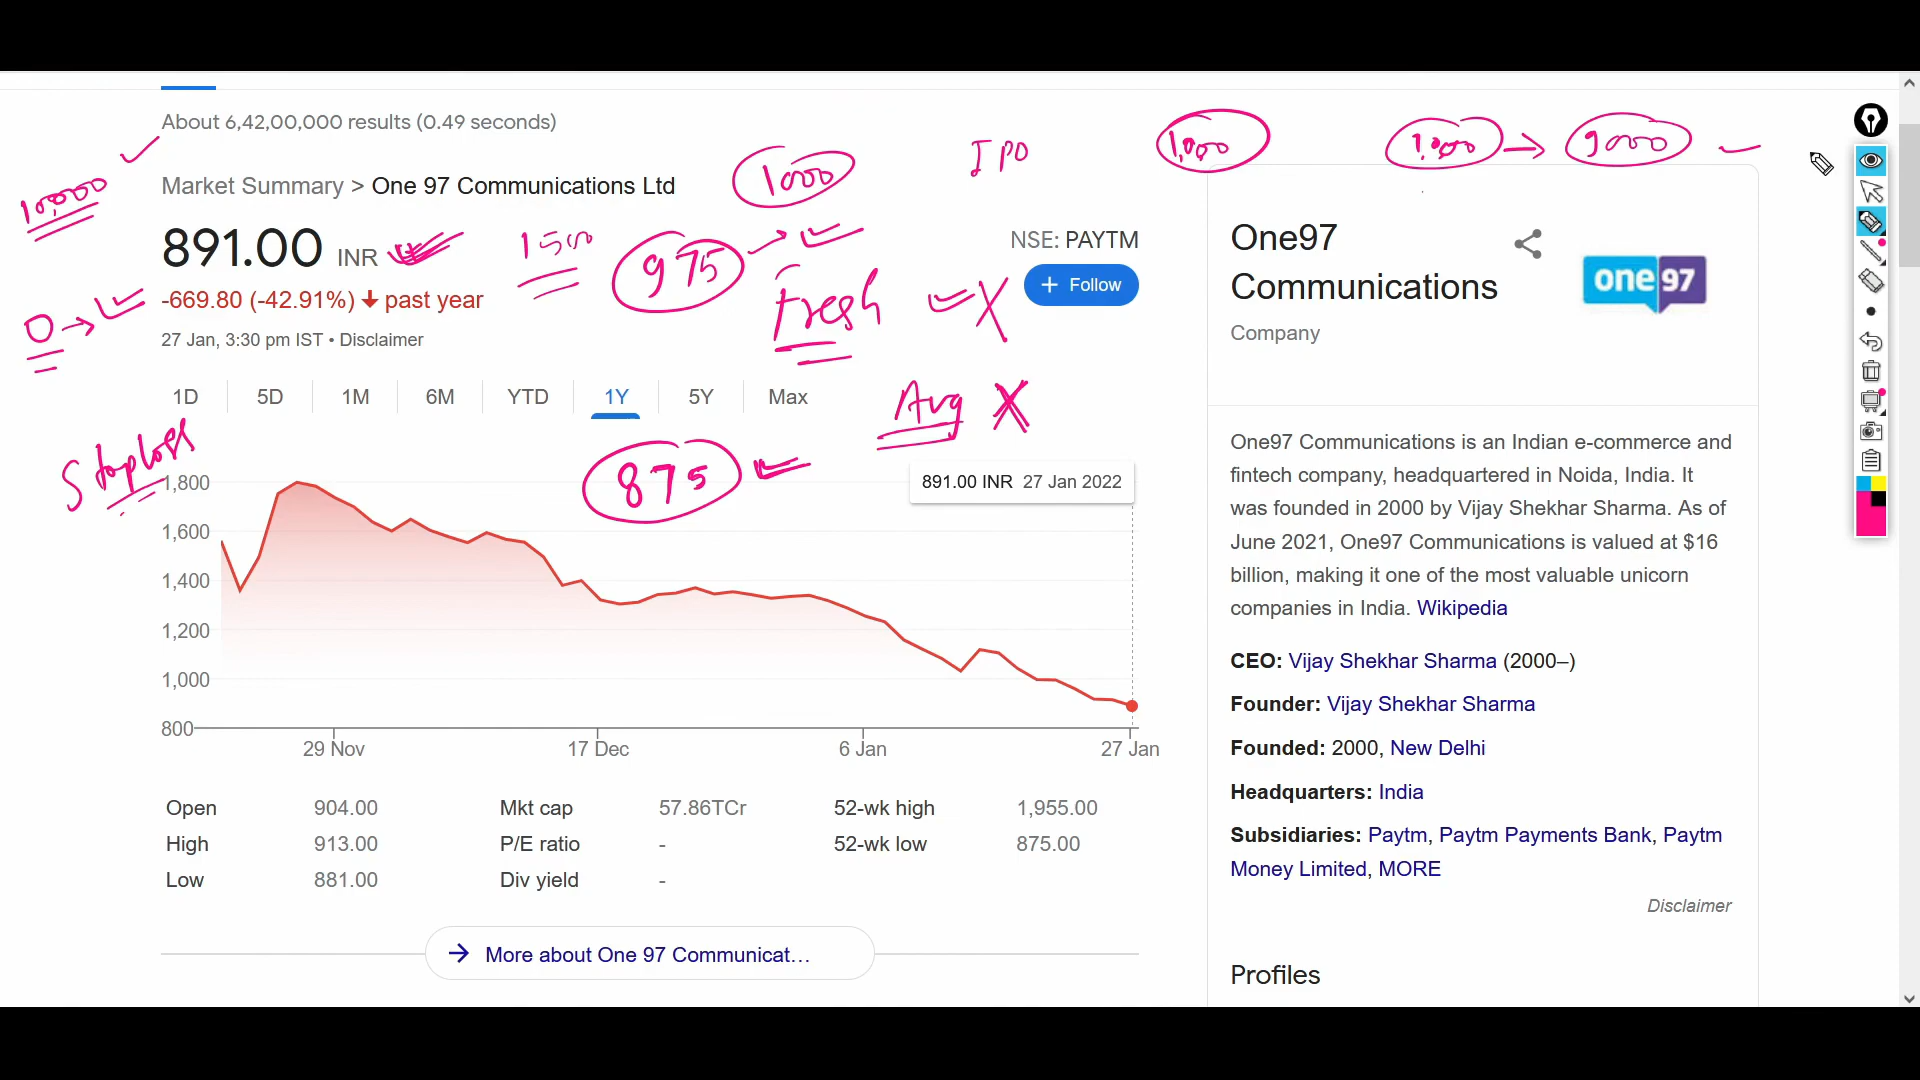 About 6,42,00,000 results (0.49 seconds)
IPO
1,000
1,000 → 9000
10,000
Market Summary > One 97 Communications Ltd
1000
891.00 INR
1500
975
Fresh
NSE: PAYTM
Follow
-669.80 (-42.91%) past year
0 →
27 Jan, 3:30 pm IST • Disclaimer
1D 5D 1M 6M YTD 1Y 5Y Max
Avg X
Stoploss
875
891.00 INR 27 Jan 2022
1,800
1,600
1,400
1,200
1,000
800
29 Nov 17 Dec 6 Jan 27 Jan
Open 904.00 Mkt cap 57.86TCr 52-wk high 1,955.00
High 913.00 P/E ratio - 52-wk low 875.00
Low 881.00 Div yield -
More about One 97 Communicat…
One97
Communications
Company
one97
One97 Communications is an Indian e-commerce and
fintech company, headquartered in Noida, India. It
was founded in 2000 by Vijay Shekhar Sharma. As of
June 2021, One97 Communications is valued at $16
billion, making it one of the most valuable unicorn
companies in India. Wikipedia
CEO: Vijay Shekhar Sharma (2000–)
Founder: Vijay Shekhar Sharma
Founded: 2000, New Delhi
Headquarters: India
Subsidiaries: Paytm, Paytm Payments Bank, Paytm
Money Limited, MORE
Disclaimer
Profiles